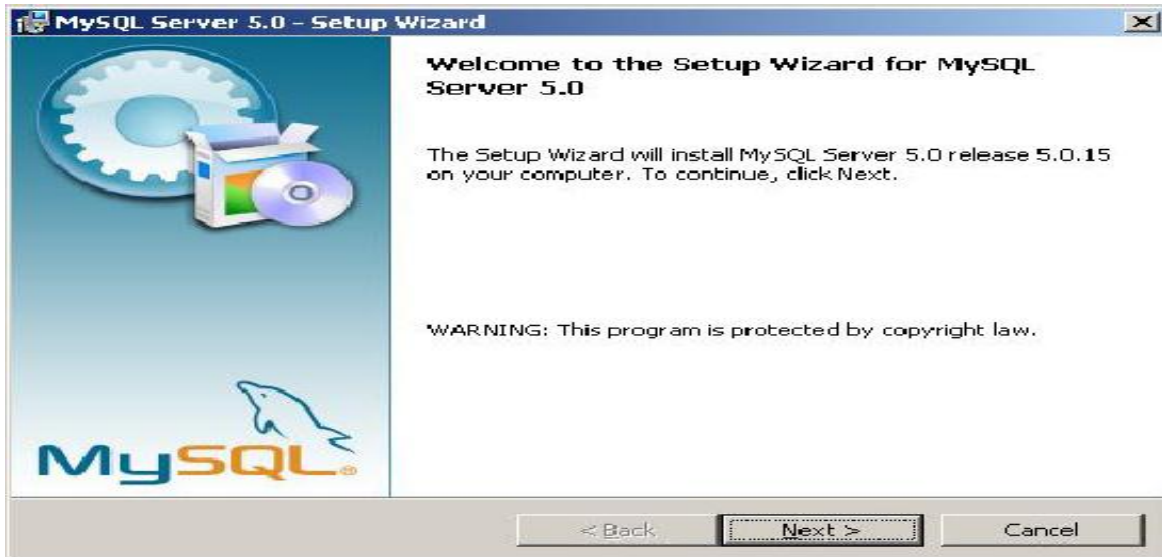 MySQL Server 5.0 - Setup Wizard
Welcome to the Setup Wizard for MySQL
Server 5.0
The Setup Wizard will install MySQL Server 5.0 release 5.0.15
on your computer. To continue, click Next.
WARNING: This program is protected by copyright law.
MySQL®
< Back
Next >
Cancel